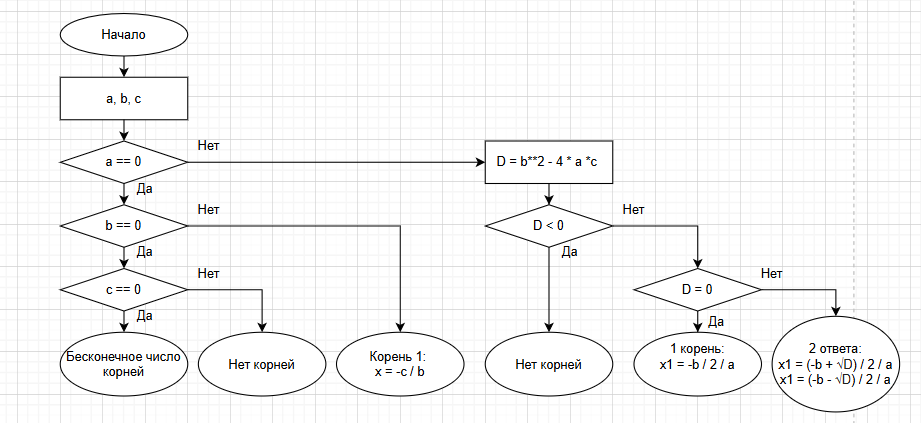 Начало
a, b, c
a == 0
Нет
D = b**2 - 4 * a *c
Да
b == 0
Нет
D < 0
Нет
Да
Да
c == 0
Нет
D = 0
Нет
Да
Да
Бесконечное число
корней
Нет корней
Корень 1:
x = -c / b
Нет корней
1 корень:
x1 = -b / 2 / a
2 ответа:
x1 = (-b + √D) / 2 / a
x1 = (-b - √D) / 2 / a